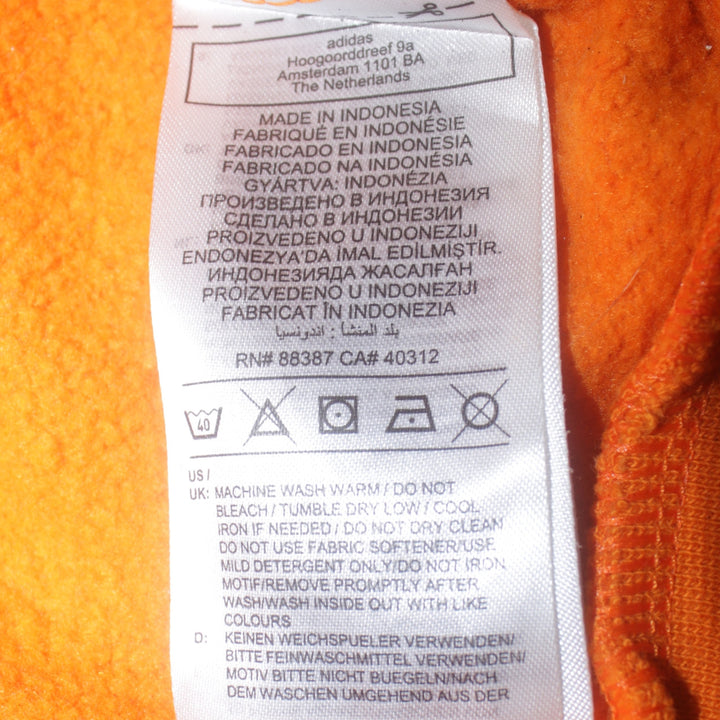 adidas
Hoogoorddreef 9a
Amsterdam 1101 BA
The Netherlands
MADE IN INDONESIA
FABRIQUÉ EN INDONÉSIE
FABRICADO EN INDONÉSIA
FABRICADO NA INDONÉSIA
GYÁRTVA: INDONÉZIA
ПРОИЗВЕДЕНО В ИНДОНЕЗИЯ
СДЕЛАНО В ИНДОНЕЗИИ
PROIZVEDENO U INDONEZIJI
ENDONEZYA'DA İMAL EDİLMİŞTİR.
ИНДОНЕЗИЯДА ЖАСАЛҒАН
PROIZVEDENO U INDONEZIJI
FABRICAT ÎN INDONEZIA
بلد المنشأ : اندونسيا
RN# 88387 CA# 40312
40
US /
UK: MACHINE WASH WARM / DO NOT
BLEACH / TUMBLE DRY LOW / COOL
IRON IF NEEDED / DO NOT DRY CLEAN
DO NOT USE FABRIC SOFTENER/USE
MILD DETERGENT ONLY/DO NOT IRON
MOTIF/REMOVE PROMPTLY AFTER
WASH/WASH INSIDE OUT WITH LIKE
COLOURS
D: KEINEN WEICHSPUELER VERWENDEN/
BITTE FEINWASCHMITTEL VERWENDEN/
MOTIV BITTE NICHT BUEGELN/NACH
DEM WASCHEN UMGEHEND AUS DER